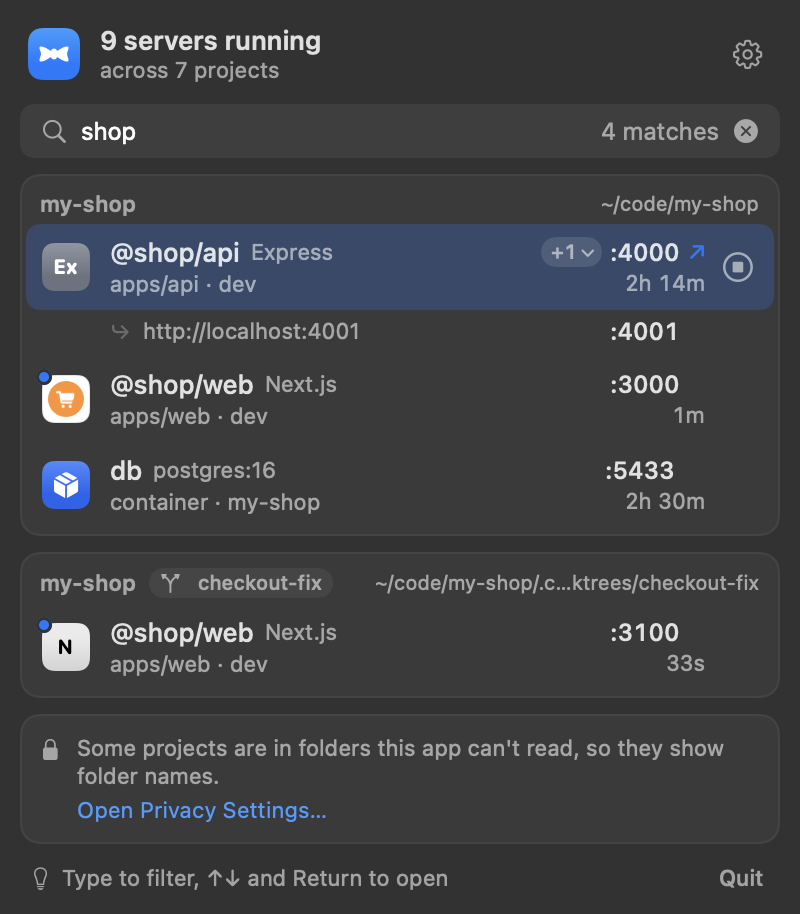 9 servers running
across 7 projects
shop 4 matches
my-shop ~/code/my-shop
Ex @shop/api Express +1 :4000
apps/api · dev 2h 14m
http://localhost:4001 :4001
@shop/web Next.js :3000
apps/web · dev 1m
db postgres:16 :5433
container · my-shop 2h 30m
my-shop checkout-fix ~/code/my-shop/.c...ktrees/checkout-fix
N @shop/web Next.js :3100
apps/web · dev 33s
Some projects are in folders this app can't read, so they show
folder names.
Open Privacy Settings...
Type to filter, ↑↓ and Return to open Quit